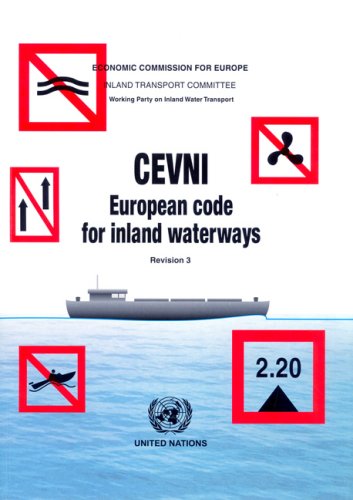 ECONOMIC COMMISSION FOR EUROPE
INLAND TRANSPORT COMMITTEE
Working Party on Inland Water Transport
CEVNI
European code
for inland waterways
Revision 3
2.20
UNITED NATIONS